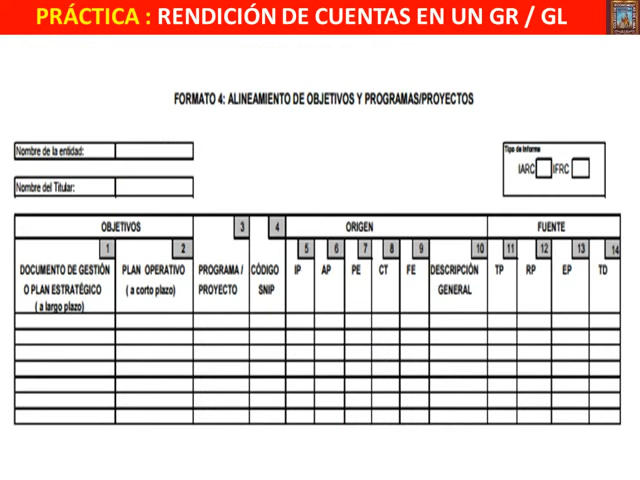 PRÁCTICA : RENDICIÓN DE CUENTAS EN UN GR / GL
FORMATO 4: ALINEAMIENTO DE OBJETIVOS Y PROGRAMAS/PROYECTOS
Nombre de la entidad:
Tipo de Informe
IARC IFRC
Nombre del Titular:
OBJETIVOS 3 4 ORIGEN FUENTE
1 2 5 6 7 8 9 10 11 12 13 14
DOCUMENTO DE GESTIÓN PLAN OPERATIVO PROGRAMA / CÓDIGO IP AP PE CT FE DESCRIPCIÓN TP RP EP TD
O PLAN ESTRATÉGICO ( a corto plazo) PROYECTO SNIP GENERAL
( a largo plazo)